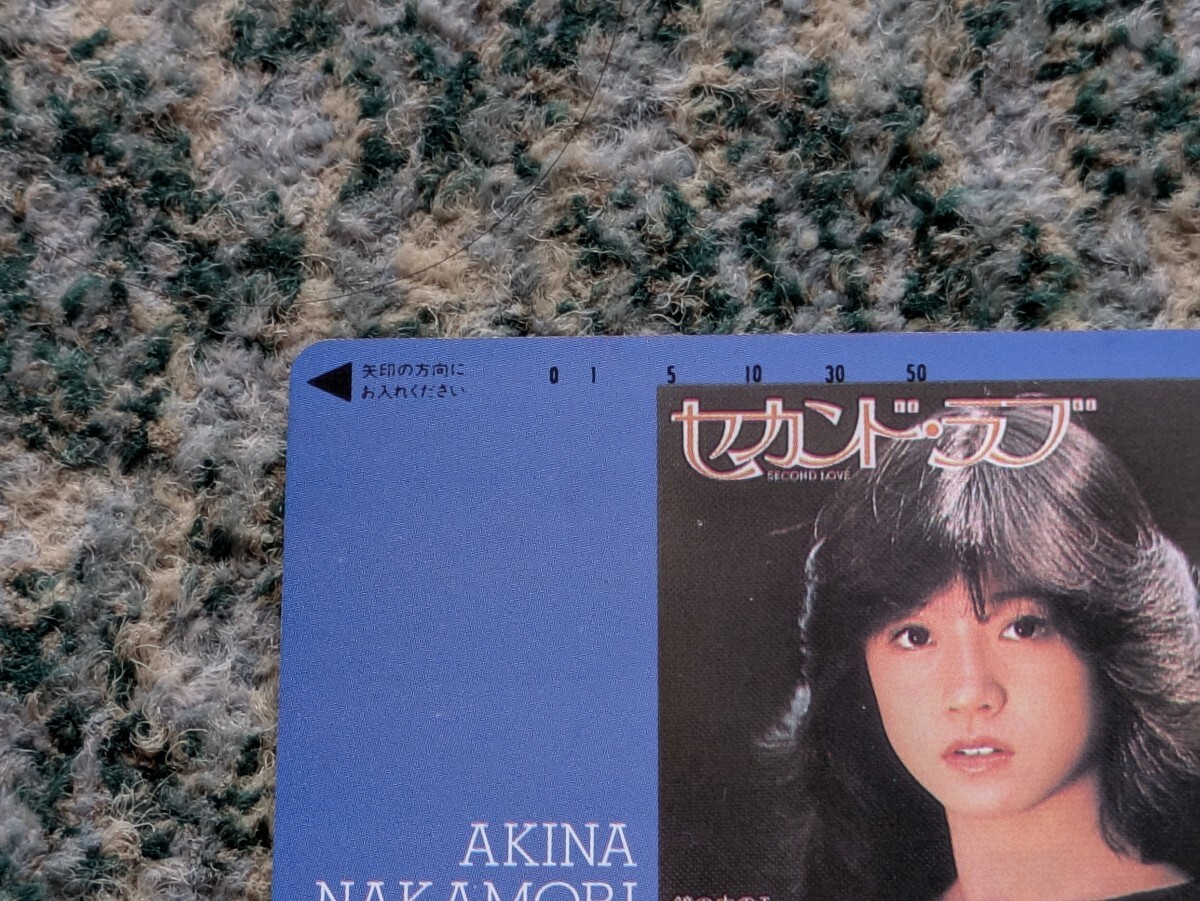 矢印の方向に
お入れください
0 1 5 10 30 50
セカンド・ラブ
SECOND LOVE
AKINA
NAKAMORI